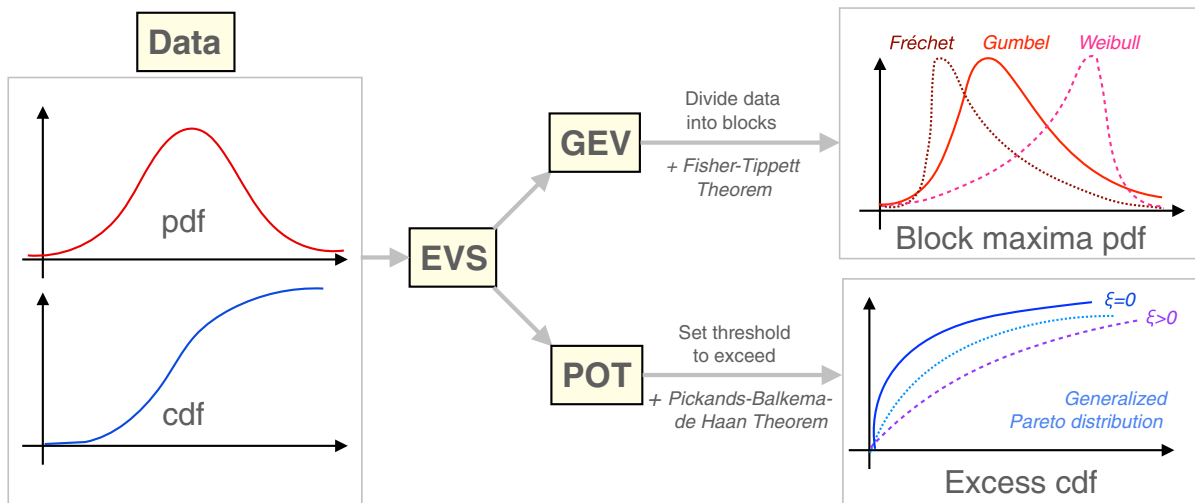 Data
pdf
cdf
EVS
GEV
Divide data
into blocks
+ Fisher-Tippett
Theorem
Fréchet Gumbel Weibull
Block maxima pdf
POT
Set threshold
to exceed
+ Pickands-Balkema-
de Haan Theorem
ξ=0
ξ>0
Generalized
Pareto distribution
Excess cdf